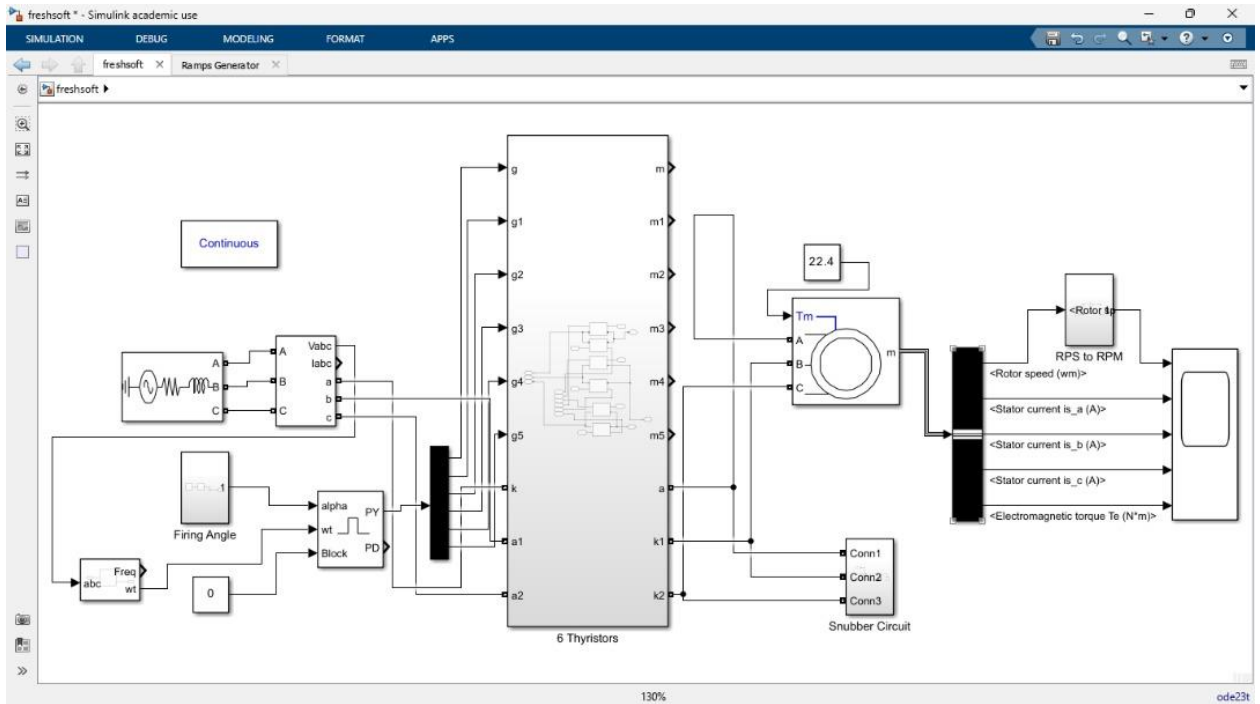 freshsoft * - Simulink academic use
SIMULATION
DEBUG
MODELING
FORMAT
APPS
freshsoft
Ramps Generator
freshsoft
Continuous
A
B
C
A
B
C
Vabc
Iabc
a
b
c
Firing Angle
1
alpha
wt
Block
PY
PD
abc
Freq
wt
0
g
g1
g2
g3
g4
g5
k
a1
a2
m
m1
m2
m3
m4
m5
a
k1
k2
6 Thyristors
22.4
Tm
A
B
C
m
Conn1
Conn2
Conn3
Snubber Circuit
RPS to RPM
<Rotor speed (wm)>
<Stator current is_a (A)>
<Stator current is_b (A)>
<Stator current is_c (A)>
<Electromagnetic torque Te (N*m)>
130%
ode23t